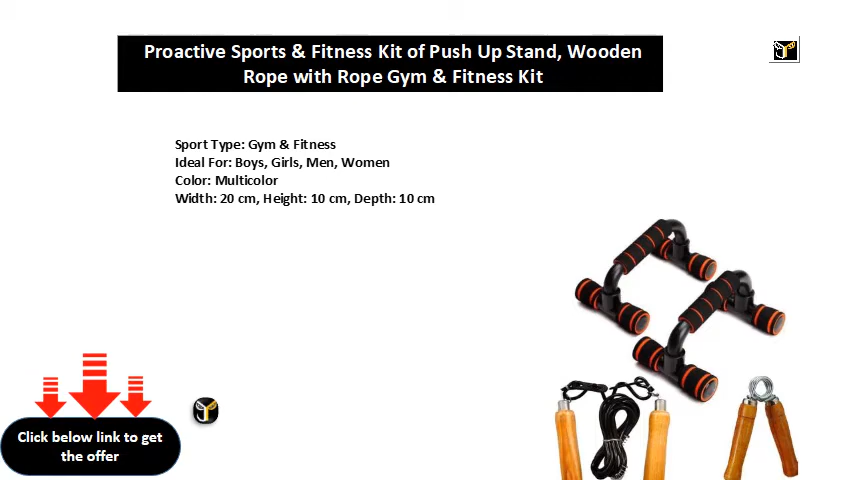 Proactive Sports & Fitness Kit of Push Up Stand, Wooden
Rope with Rope Gym & Fitness Kit
Sport Type: Gym & Fitness
Ideal For: Boys, Girls, Men, Women
Color: Multicolor
Width: 20 cm, Height: 10 cm, Depth: 10 cm
Click below link to get
the offer